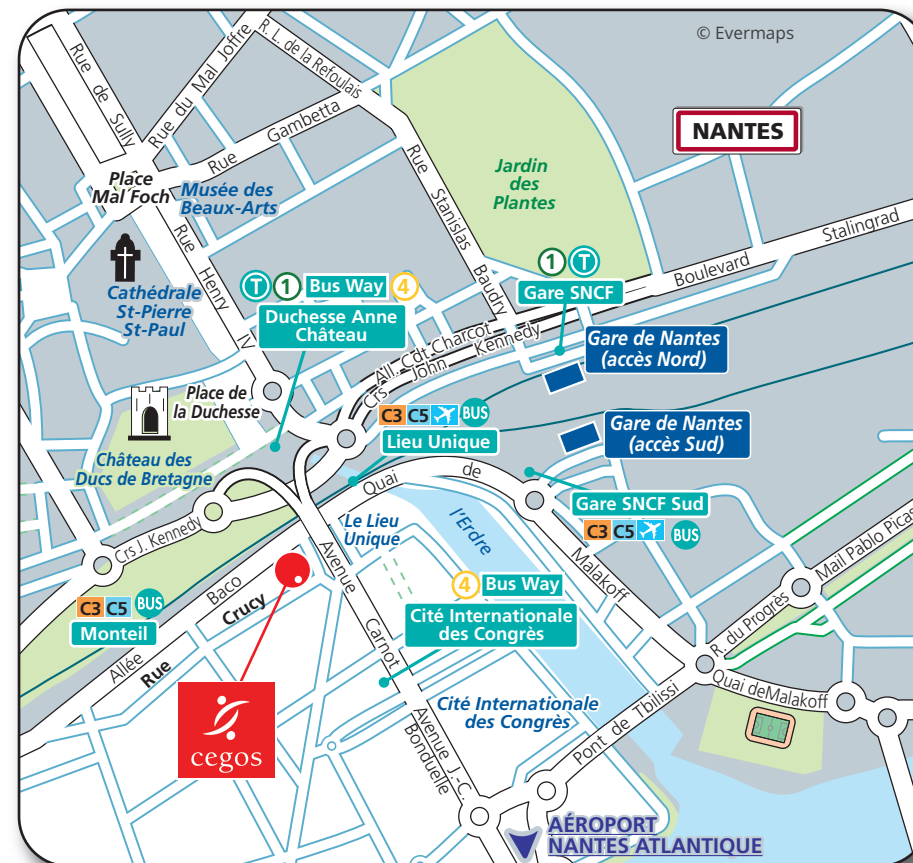 © Evermaps
NANTES
Rue de Sully
Rue du Mal Joffre
R. L. de la Refoulais
Rue Gambetta
Place
Mal Foch
Musée des
Beaux-Arts
Jardin
des
Plantes
Rue Stanislas Baudry
Boulevard Stalingrad
Rue Henry IV
Cathédrale
St-Pierre
St-Paul
T 1 Bus Way 4
Duchesse Anne
Château
1 T
Gare SNCF
All. Cdt Charcot
Crs John Kennedy
Gare de Nantes
(accès Nord)
Place de
la Duchesse
C3 C5 BUS
Lieu Unique
Gare de Nantes
(accès Sud)
Château des
Ducs de Bretagne
Quai de Malakoff
Gare SNCF Sud
C3 C5 BUS
Crs J. Kennedy
Le Lieu
Unique
l'Erdre
Mail Pablo Picas
R. du Progrès
4 Bus Way
Cité Internationale
des Congrès
C3 C5 BUS
Monteil
Allée Baco
Rue Crucy
Avenue Carnot
Quai deMalakoff
Pont de Tbilissi
Cité Internationale
des Congrès
Avenue J.-C.
Bonduelle
cegos
AÉROPORT
NANTES ATLANTIQUE